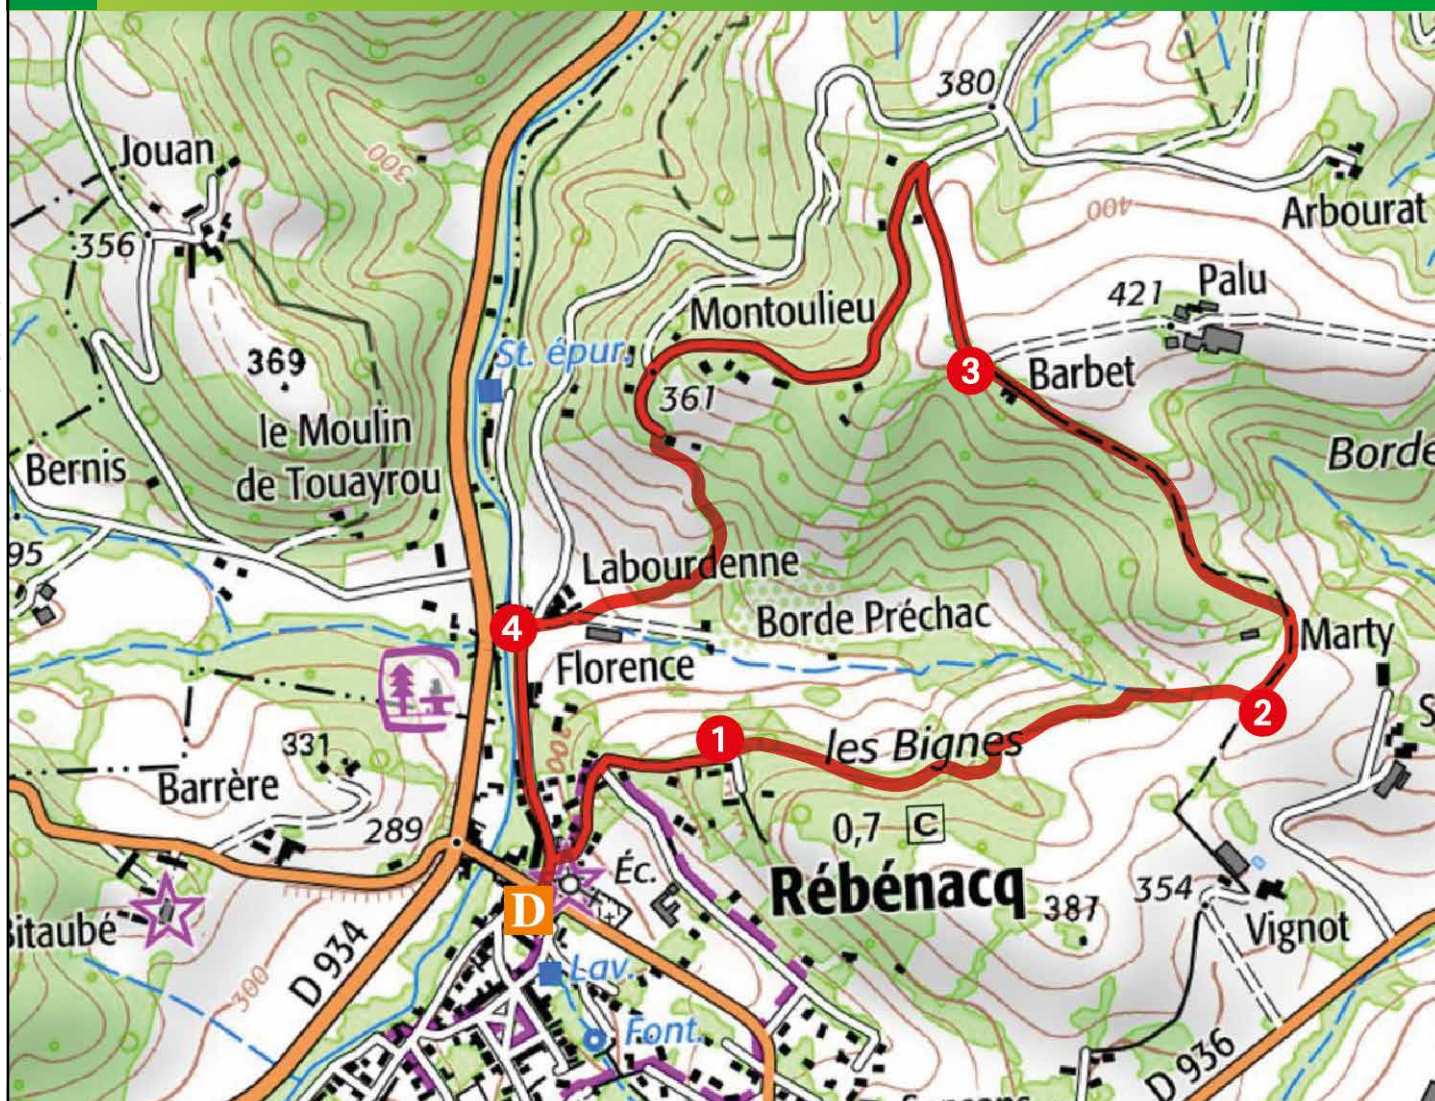 380
Jouan
300
356
Arbourat
400
Palu
421
Montoulieu
369
St. épur.
3
Barbet
361
le Moulin
de Touayrou
Bernis
Borde
95
Labourdenne
Borde Préchac
4
Marty
Florence
2
1
les Bignes
300
331
Barrère
289
0,7 C
Éc.
Rébénacq
387
354
D
Bitaubé
Vignot
D 934
300
Lav.
Font.
D 936